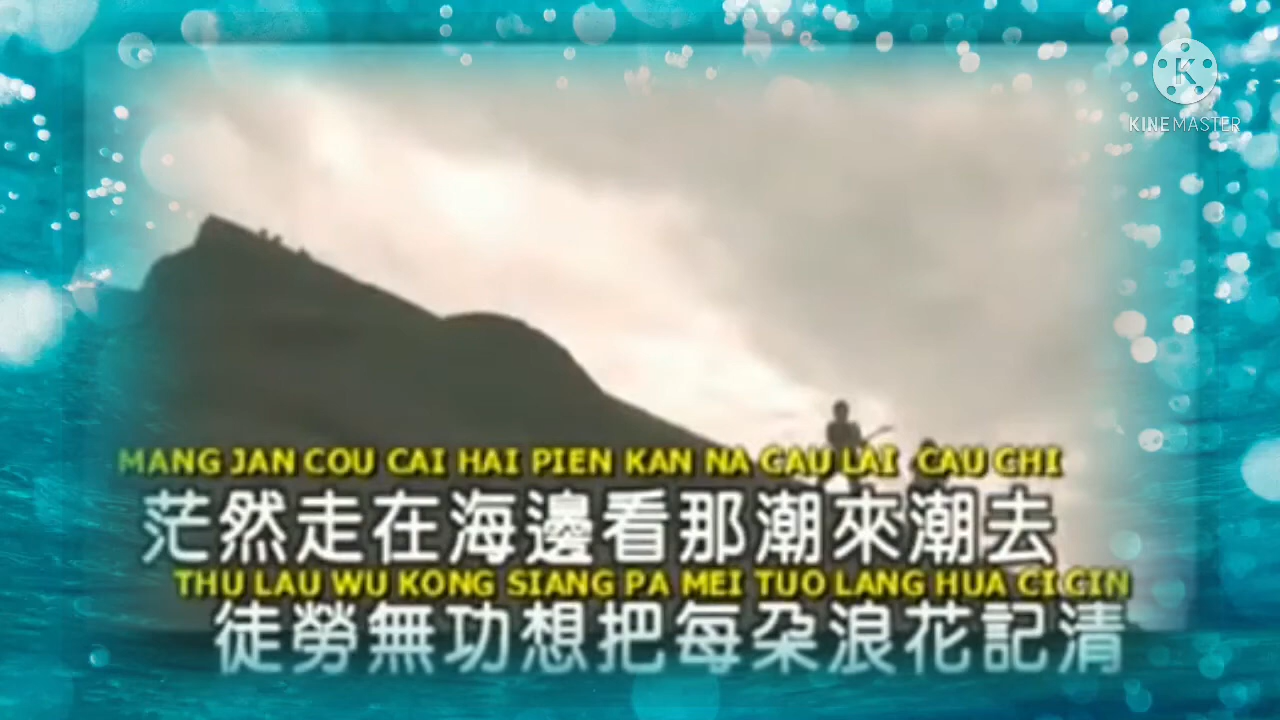 KINEMASTER
MANG JAN COU CAI HAI PIEN KAN NA CAU LAI CAU CHI
茫然走在海邊看那潮來潮去
THU LAU WU KONG SIANG PA MEI TUO LANG HUA CI CIN
徒勞無功想把每朵浪花記清